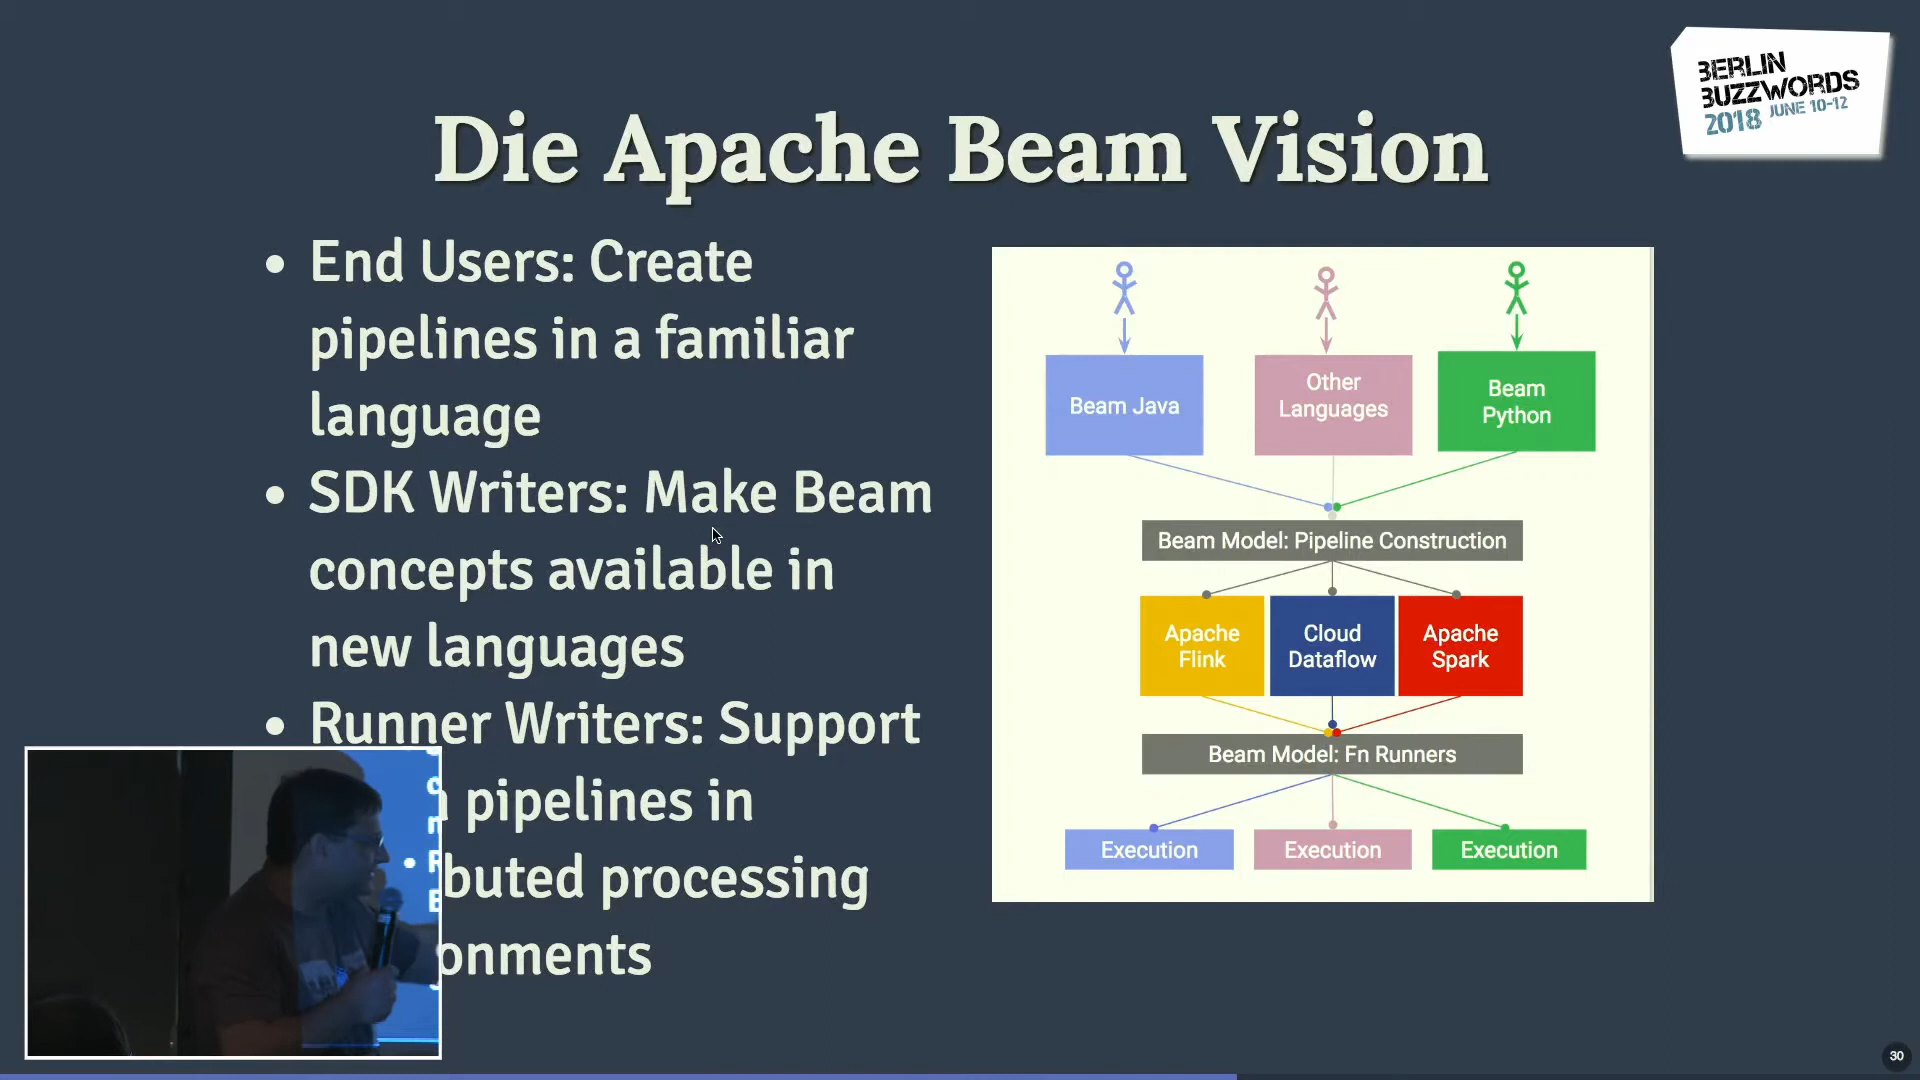 BERLIN
BUZZWORDS
2018 JUNE 10-12
Die Apache Beam Vision
• End Users: Create
pipelines in a familiar
language
• SDK Writers: Make Beam
concepts available in
new languages
• Runner Writers: Support
pipelines in
buted processing
onments
Beam Java
Other
Languages
Beam
Python
Beam Model: Pipeline Construction
Apache
Flink
Cloud
Dataflow
Apache
Spark
Beam Model: Fn Runners
Execution
Execution
Execution
30